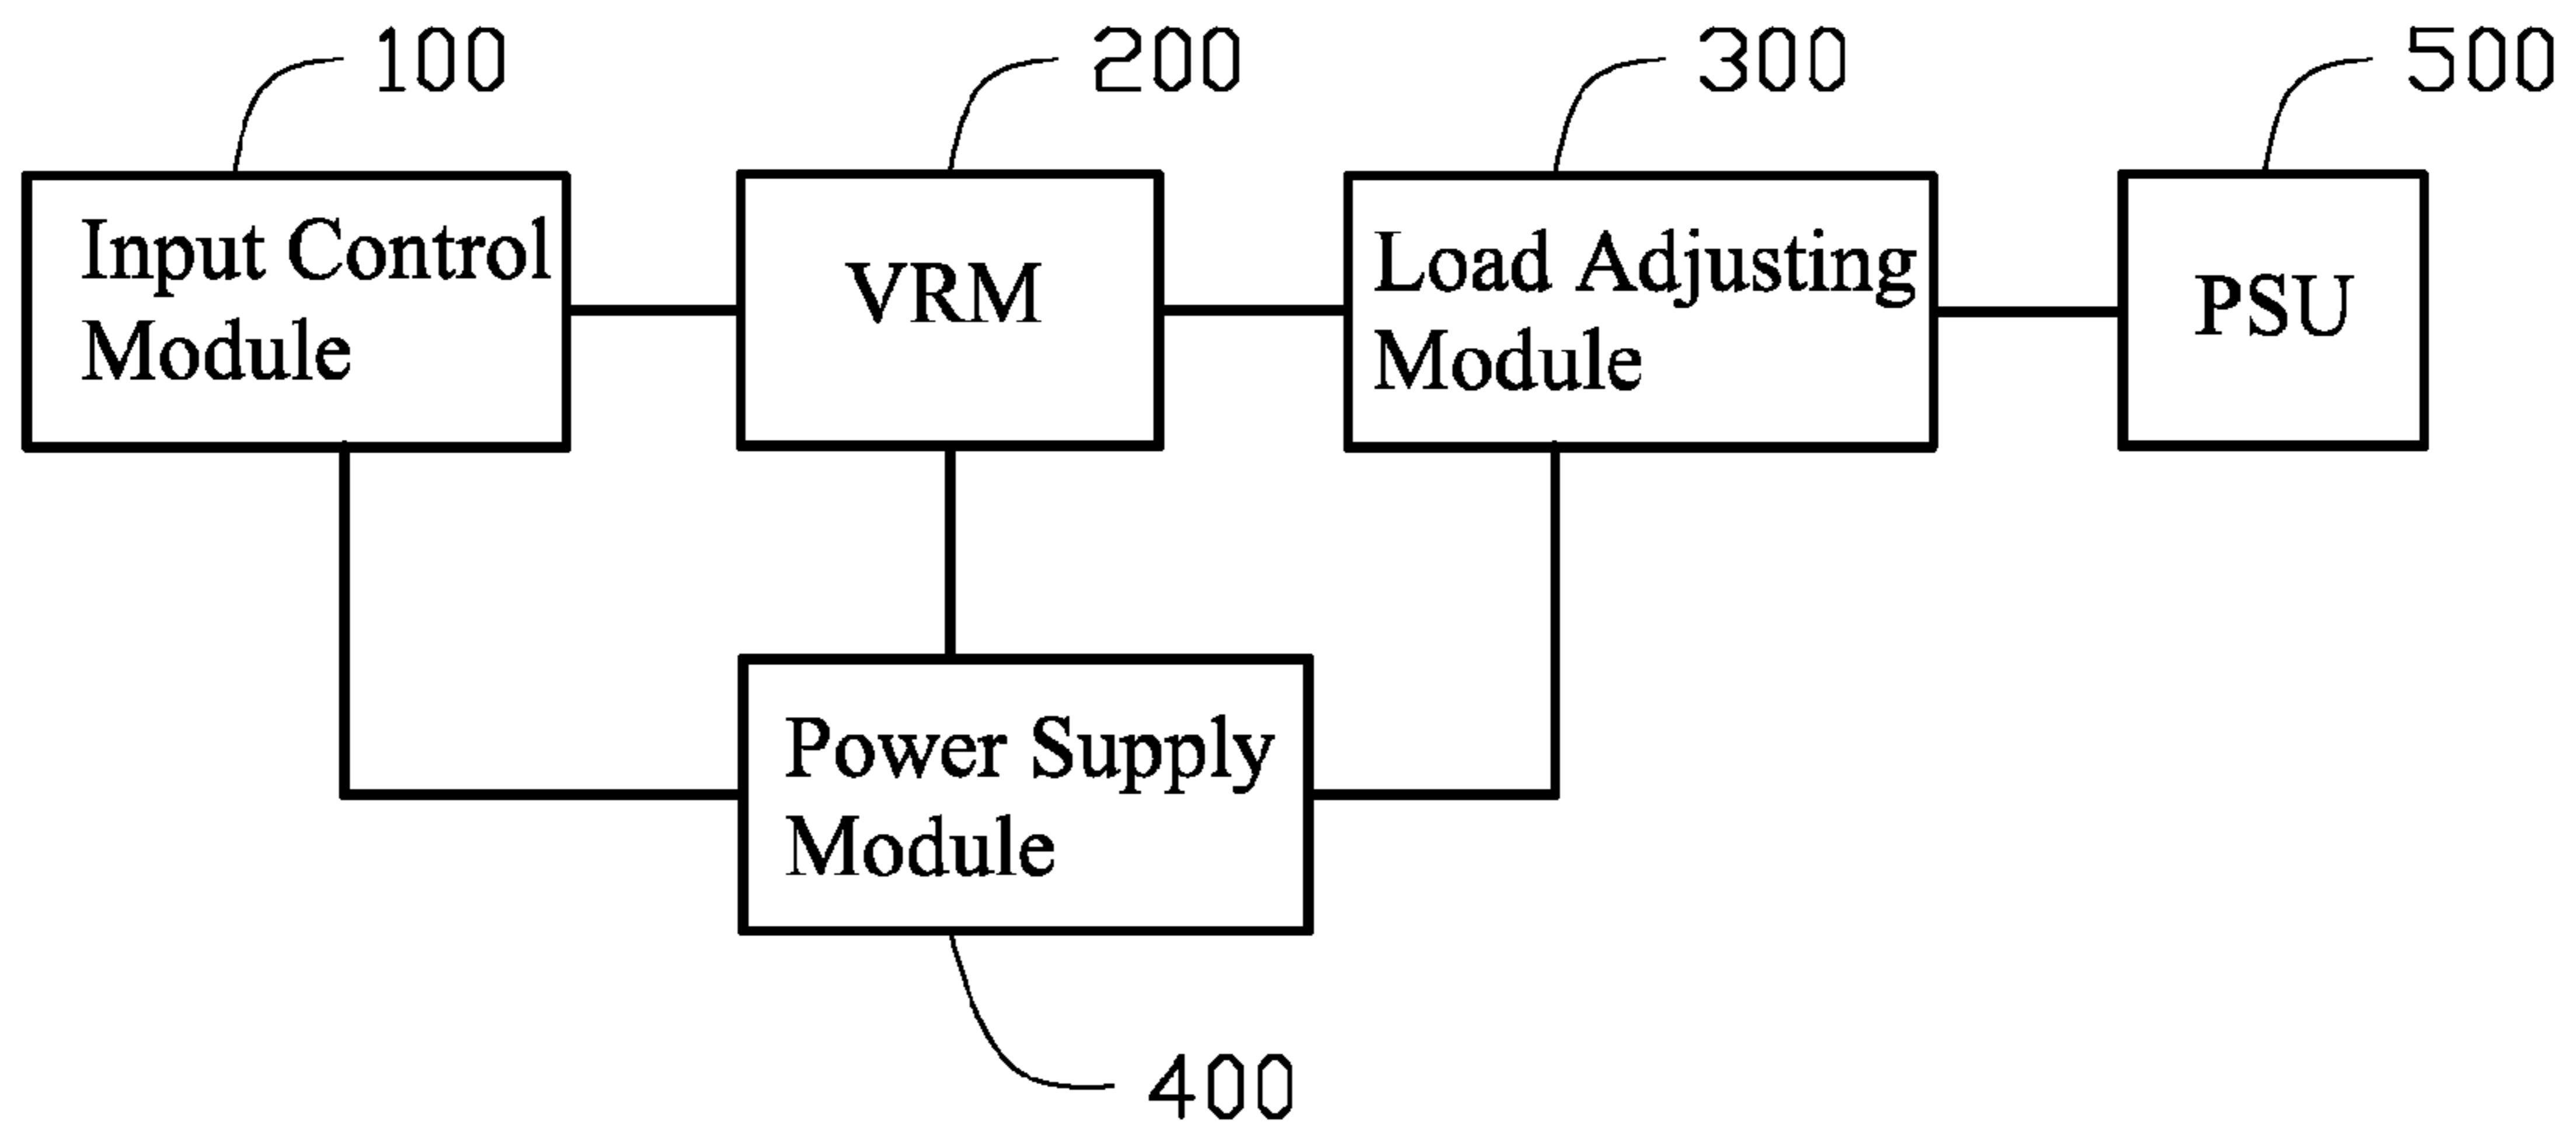 100
200
300
500
Input Control
Module
VRM
Load Adjusting
Module
PSU
Power Supply
Module
400